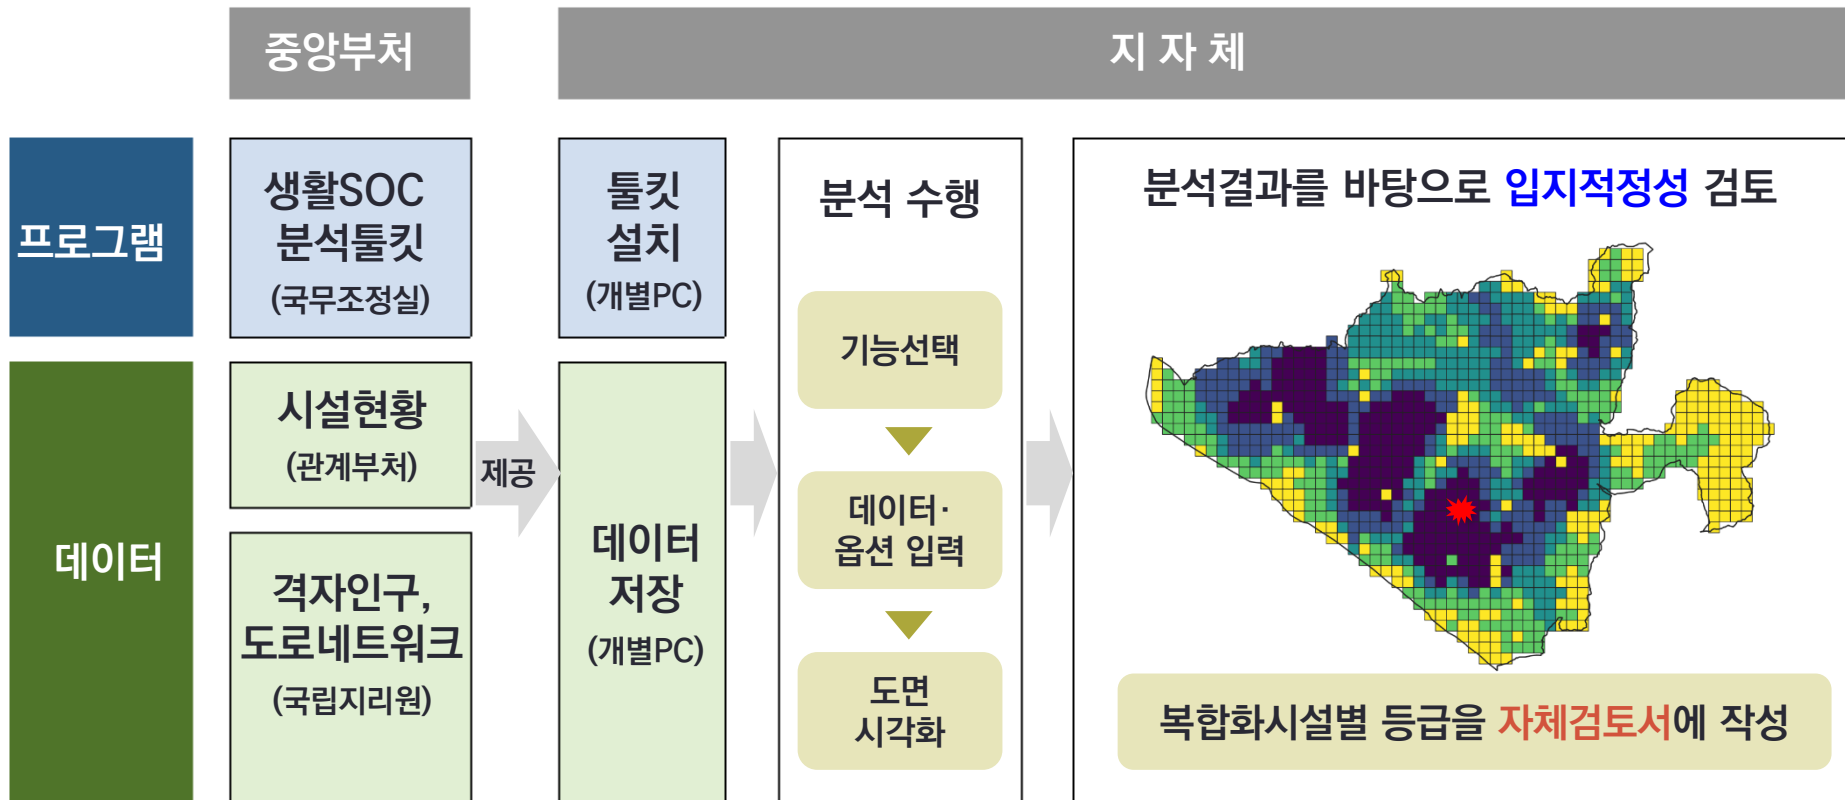 중앙부처
지 자 체
프로그램
생활SOC
분석툴킷
(국무조정실)
툴킷
설치
(개별PC)
분석 수행
기능선택
데이터·
옵션 입력
도면
시각화
분석결과를 바탕으로 입지적정성 검토
복합화시설별 등급을 자체검토서에 작성
데이터
시설현황
(관계부처)
격자인구,
도로네트워크
(국립지리원)
제공
데이터
저장
(개별PC)